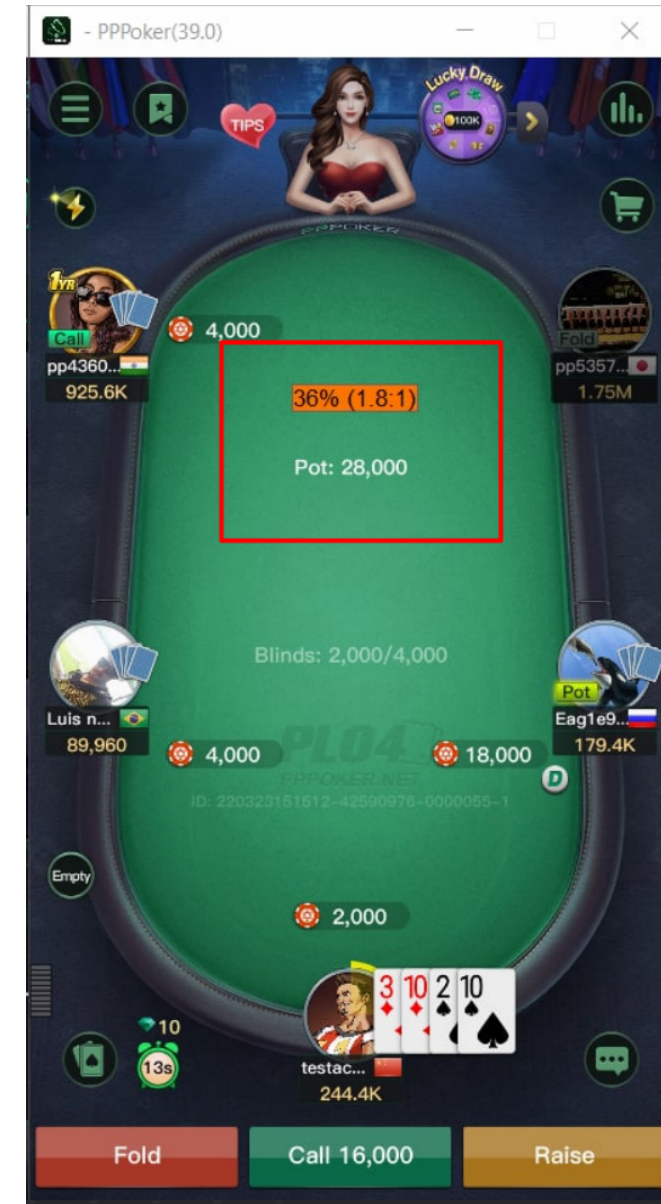 - PPPoker(39.0)
Lucky Draw
100K
TIPS
PPPOKER
1YR
Call
4,000
Fold
pp4360...
925.6K
pp5357...
1.75M
36% (1.8:1)
Pot: 28,000
Blinds: 2,000/4,000
Pot
Luis n...
89,960
Eag1e9...
179.4K
4,000
PLO4
18,000
D
PPPOKER.NET
ID: 220323151512-42590976-0000055-1
Empty
2,000
3 10 2 10
10
13s
testac...
244.4K
Fold
Call 16,000
Raise